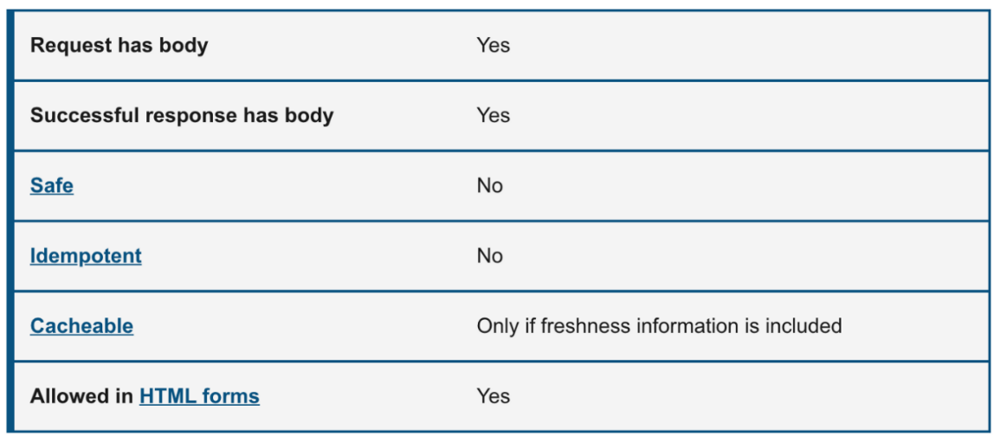 Request has body Yes
Successful response has body Yes
Safe No
Idempotent No
Cacheable Only if freshness information is included
Allowed in HTML forms Yes